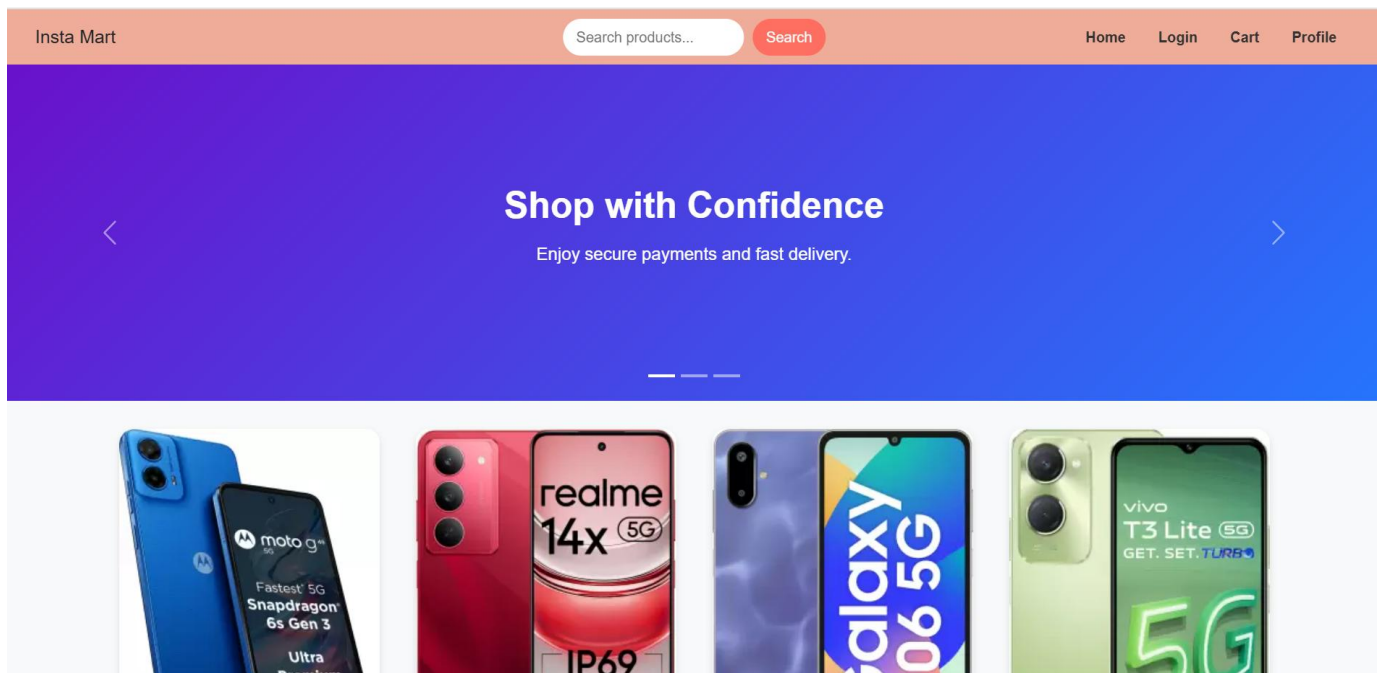 Insta Mart
Search products...
Search
Home
Login
Cart
Profile
Shop with Confidence
Enjoy secure payments and fast delivery.
moto g45
5G
Fastest* 5G
Snapdragon®
6s Gen 3
Ultra
realme
14x 5G
IP69
Galaxy
06 5G
vivo
T3 Lite 5G
GET. SET. TURBO
5G